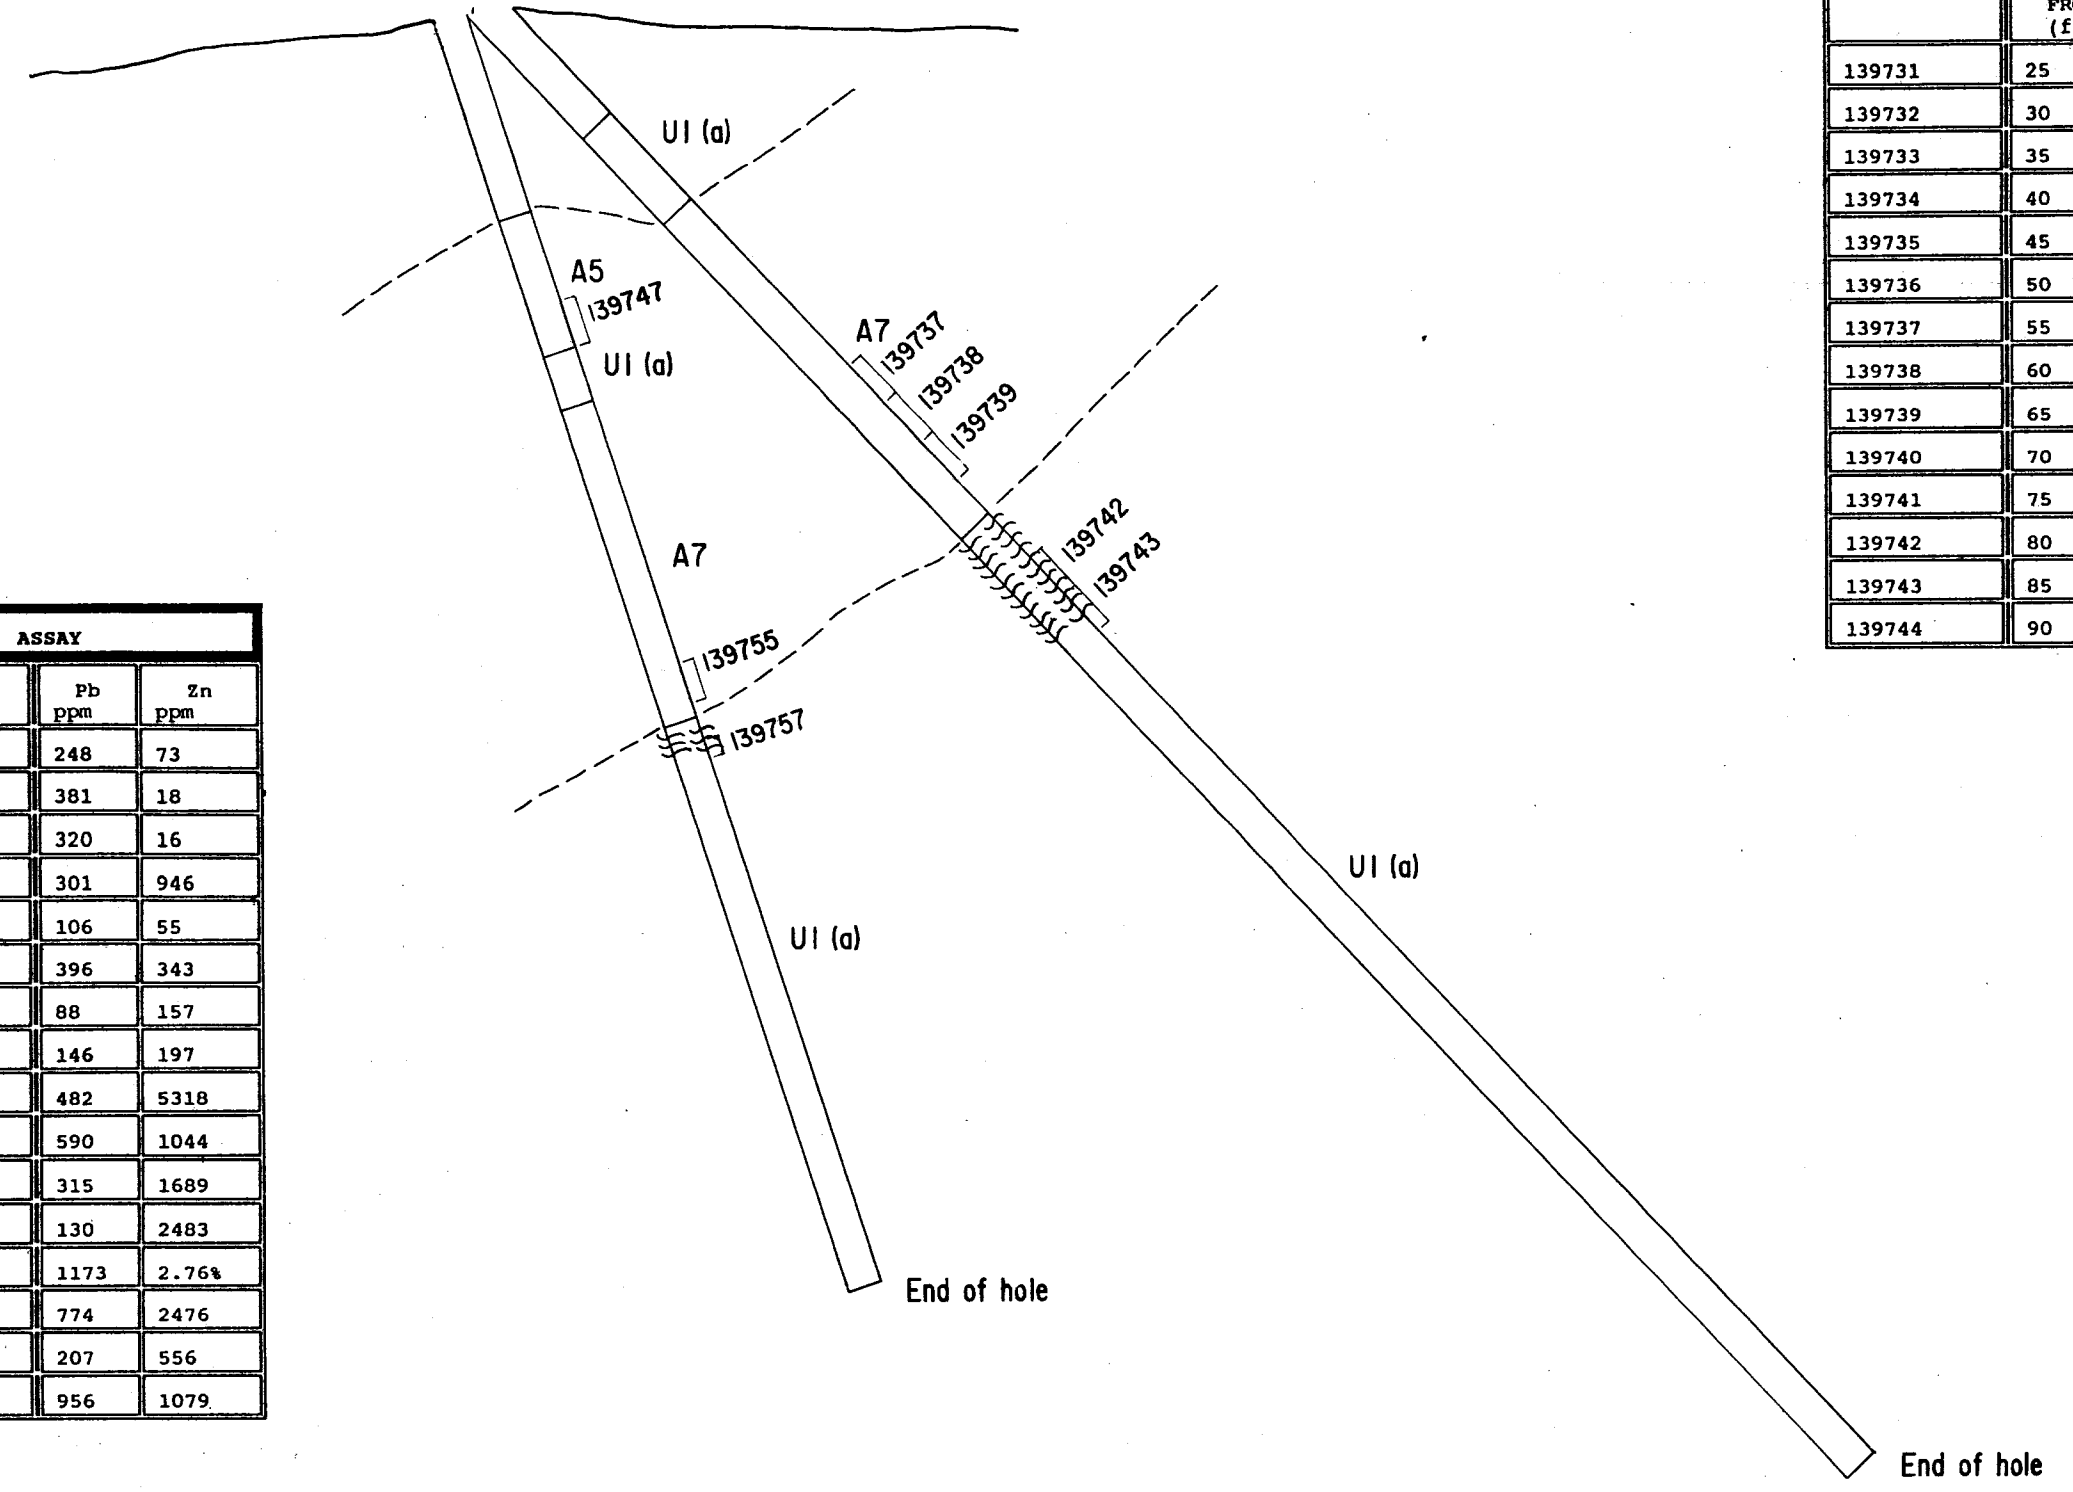 FR
(f
139731 25
139732 30
139733 35
139734 40
139735 45
139736 50
139737 55
139738 60
139739 65
139740 70
139741 75
139742 80
139743 85
139744 90
U1 (a)
A5
139747
U1 (a)
A7
139737
139738
139739
139742
139743
A7
139755
139757
U1 (a)
U1 (a)
End of hole
End of hole
ASSAY
Pb Zn
ppm ppm
248 73
381 18
320 16
301 946
106 55
396 343
88 157
146 197
482 5318
590 1044
315 1689
130 2483
1173 2.76%
774 2476
207 556
956 1079